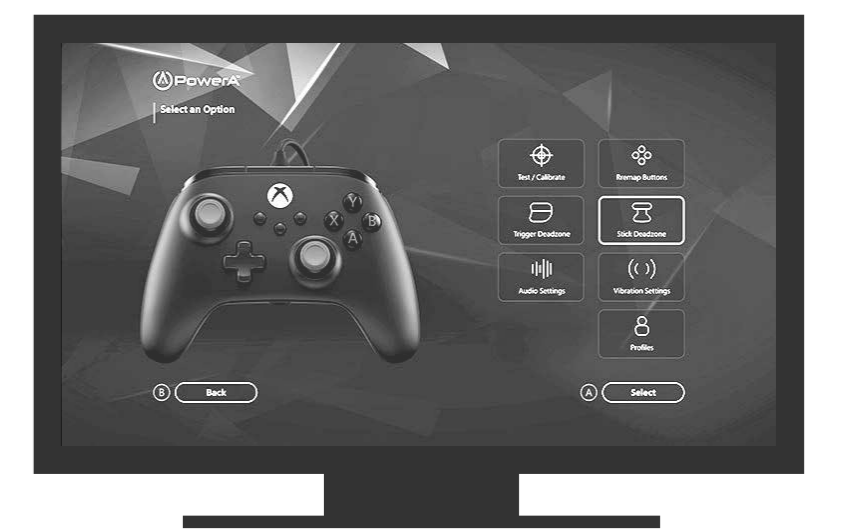 PowerA
Select an Option
Y
X
B
A
Test / Calibrate
Rremap Buttons
Trigger Deadzone
Stick Deadzone
Audio Settings
Vibration Settings
Profiles
B Back
A Select